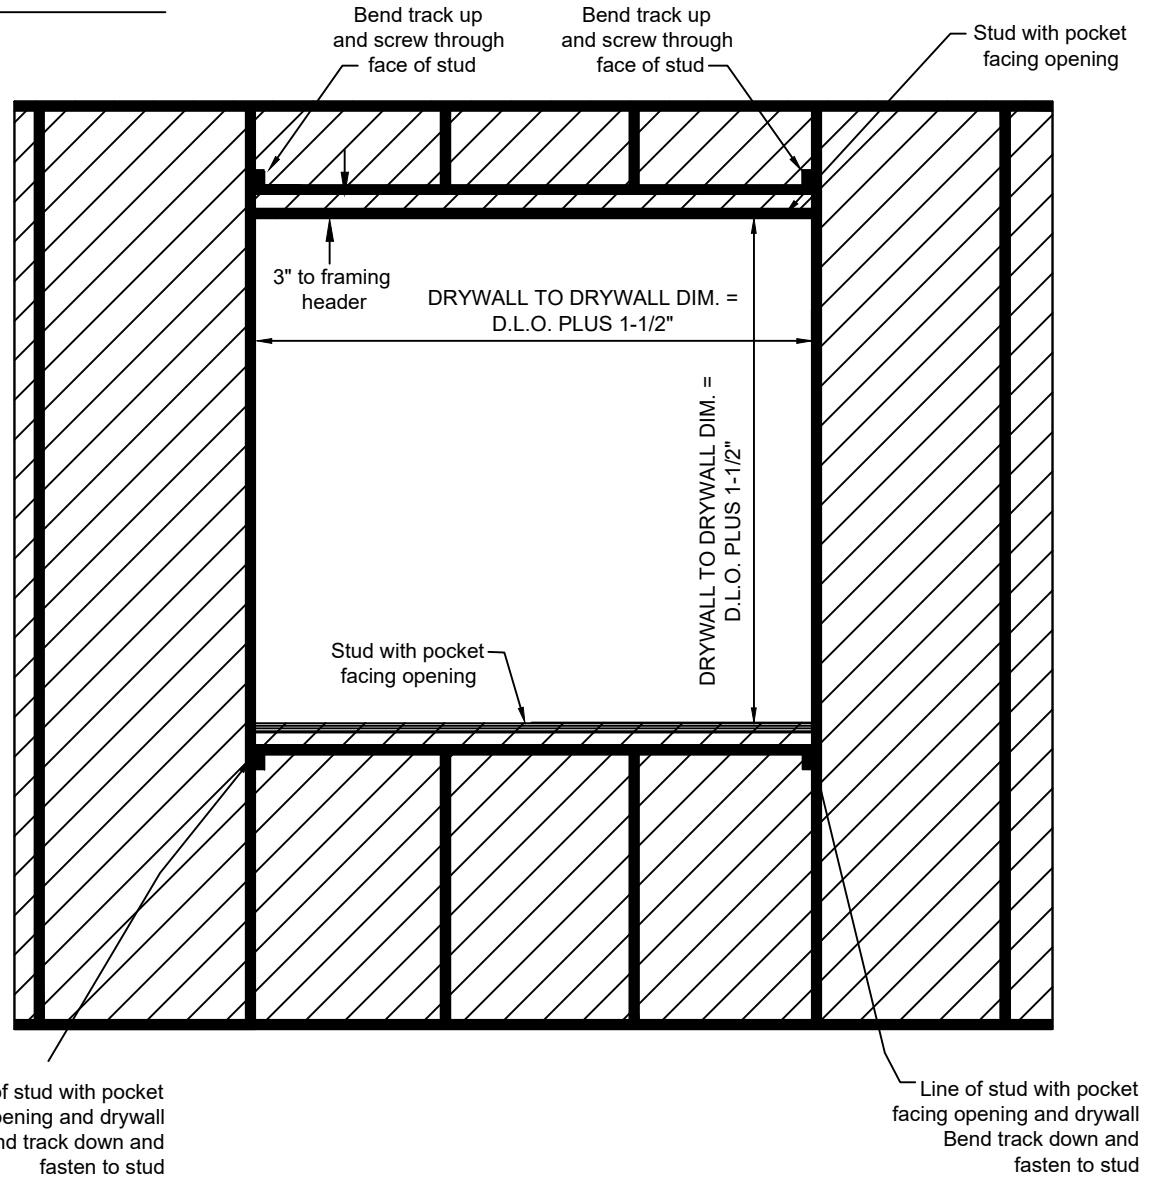 Bend track up
and screw through
face of stud
Bend track up
and screw through
face of stud
Stud with pocket
facing opening
3" to framing
header
DRYWALL TO DRYWALL DIM. =
D.L.O. PLUS 1-1/2"
DRYWALL TO DRYWALL DIM. =
D.L.O. PLUS 1-1/2"
Stud with pocket
facing opening
of stud with pocket
and drywall
track down and
fasten to stud
Line of stud with pocket
facing opening and drywall
Bend track down and
fasten to stud